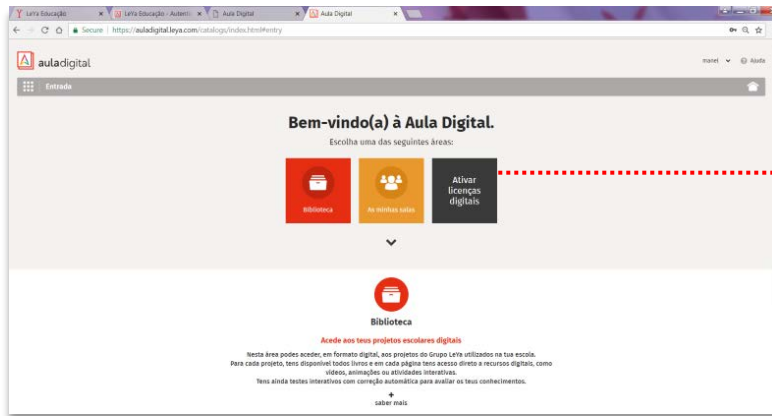 LeYa Educação
LeYa Educação - Autenti
Aula Digital
Aula Digital
Secure | https://auladigital.leya.com/catalogs/index.html#entry
auladigital
manel
Ajuda
Entrada
Bem-vindo(a) à Aula Digital.
Escolha uma das seguintes áreas:
Biblioteca
As minhas salas
Ativar
licenças
digitais
Biblioteca
Acede aos teus projetos escolares digitais
Nesta área podes aceder, em formato digital, aos projetos do Grupo LeYa utilizados na tua escola.
Para cada projeto, tens disponível todos livros e em cada página tens acesso direto a recursos digitais, como
vídeos, animações ou atividades interativas.
Tens ainda testes interativos com correção automática para avaliar os teus conhecimentos.
+
saber mais